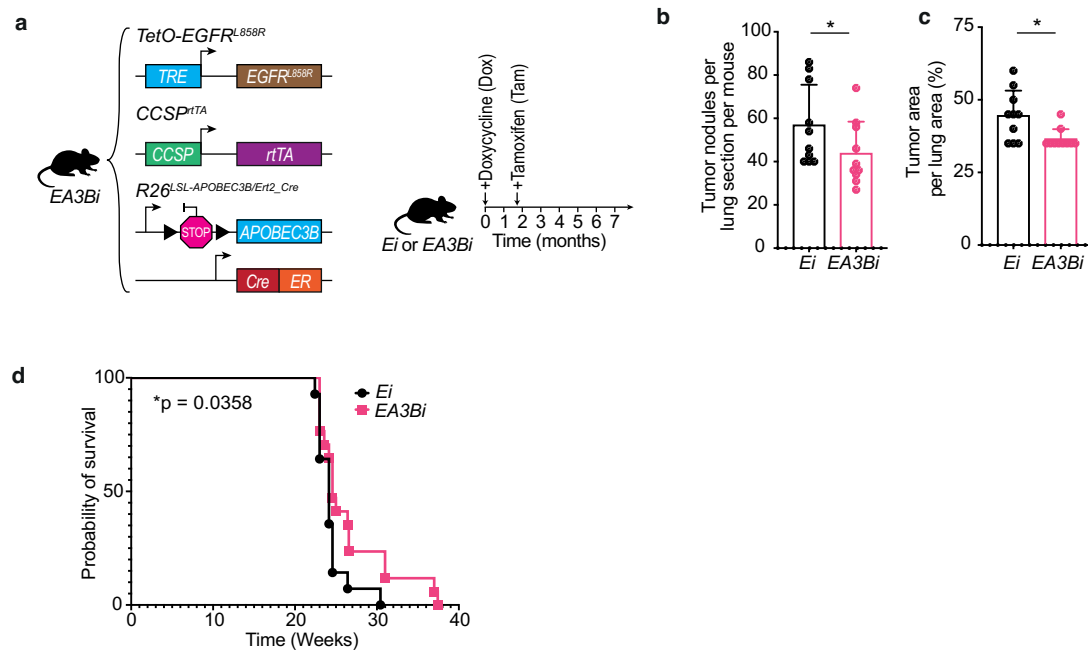 a
TetO-EGFR^L858R
TRE
EGFR^L858R
CCSP^rtTA
CCSP
rtTA
EA3Bi
R26^LSL-APOBEC3B/Ert2_Cre
STOP
APOBEC3B
Cre
ER
Ei or EA3Bi
+Doxycycline (Dox)
+Tamoxifen (Tam)
0 1 2 3 4 5 6 7
Time (months)
b
Tumor nodules per
lung section per mouse
100
80
60
40
20
0
*
Ei
EA3Bi
c
Tumor area
per lung area (%)
75
50
25
0
*
Ei
EA3Bi
d
Probability of survival
100
50
0
*p = 0.0358
Ei
EA3Bi
0 10 20 30 40
Time (Weeks)